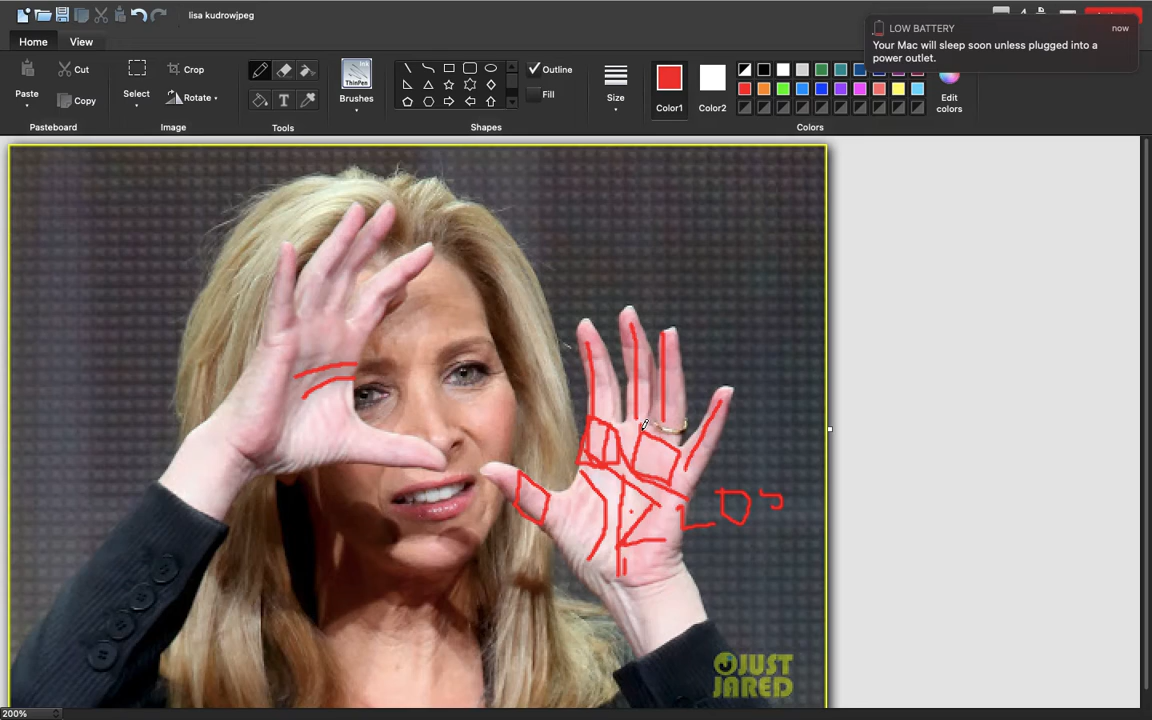 lisa kudrowjpeg
LOW BATTERY
now
Your Mac will sleep soon unless plugged into a
power outlet.
Home
View
Paste
Cut
Copy
Select
Crop
Rotate
Ink
ThinPen
Brushes
Outline
Fill
Size
Color1
Color2
Edit
colors
Pasteboard
Image
Tools
Shapes
Colors
JUST
JARED
200%